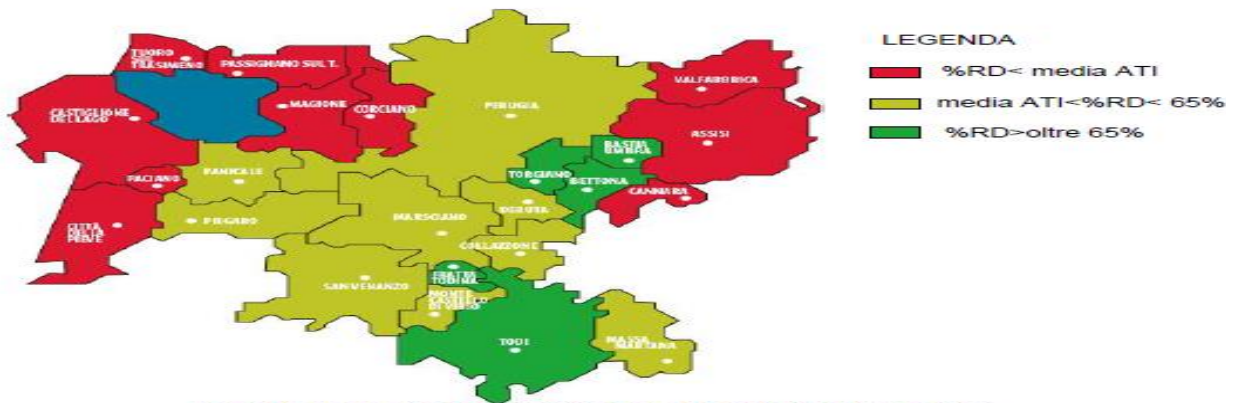 TUORO
SUL
TRASIMENO
PASSIGNANO SUL T.
CASTIGLIONE
DEL LAGO
MAGIONE
CORCIANO
PERUGIA
VALFABBRICA
ASSISI
BASTIA
UMBRA
TORGIANO
BETTONA
CANNARA
PACIANO
PANICALE
CITTÀ
DELLA
PIEVE
PIEGARO
MARSCIANO
DERUTA
COLLAZZONE
SAN VENANZO
FRATTA
TODINA
MONTE
CASTELLO
DI VIBIO
TODI
MASSA
MARTANA
LEGENDA
%RD< media ATI
media ATI<%RD< 65%
%RD>oltre 65%